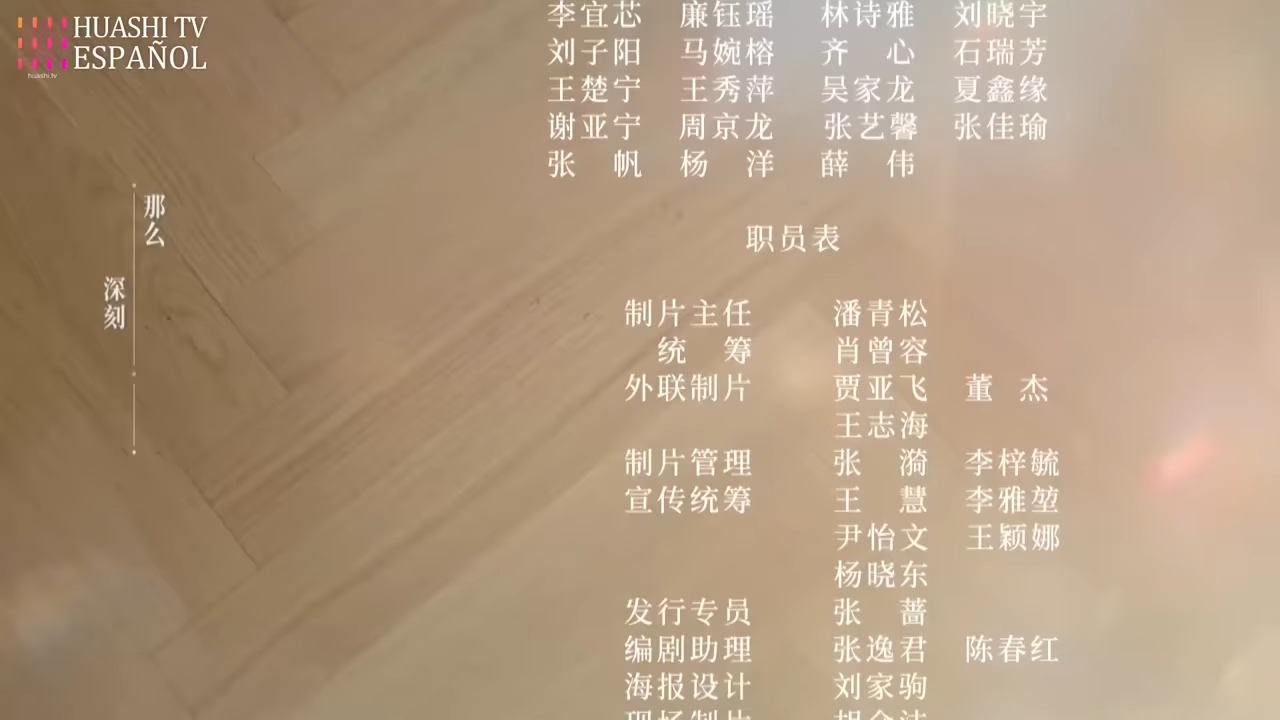 HUASHI TV
ESPAÑOL
huashi.tv
那么
深刻
李宜芯 廉钰瑶 林诗雅 刘晓宇
刘子阳 马婉榕 齐 心 石瑞芳
王楚宁 王秀萍 吴家龙 夏鑫缘
谢亚宁 周京龙 张艺馨 张佳瑜
张 帆 杨 洋 薛 伟
职员表
制片主任 潘青松
统 筹 肖曾容
外联制片 贾亚飞 董 杰
王志海
制片管理 张 漪 李梓毓
宣传统筹 王 慧 李雅堃
尹怡文 王颖娜
杨晓东
发行专员 张 蔷
编剧助理 张逸君 陈春红
海报设计 刘家驹
现场制片